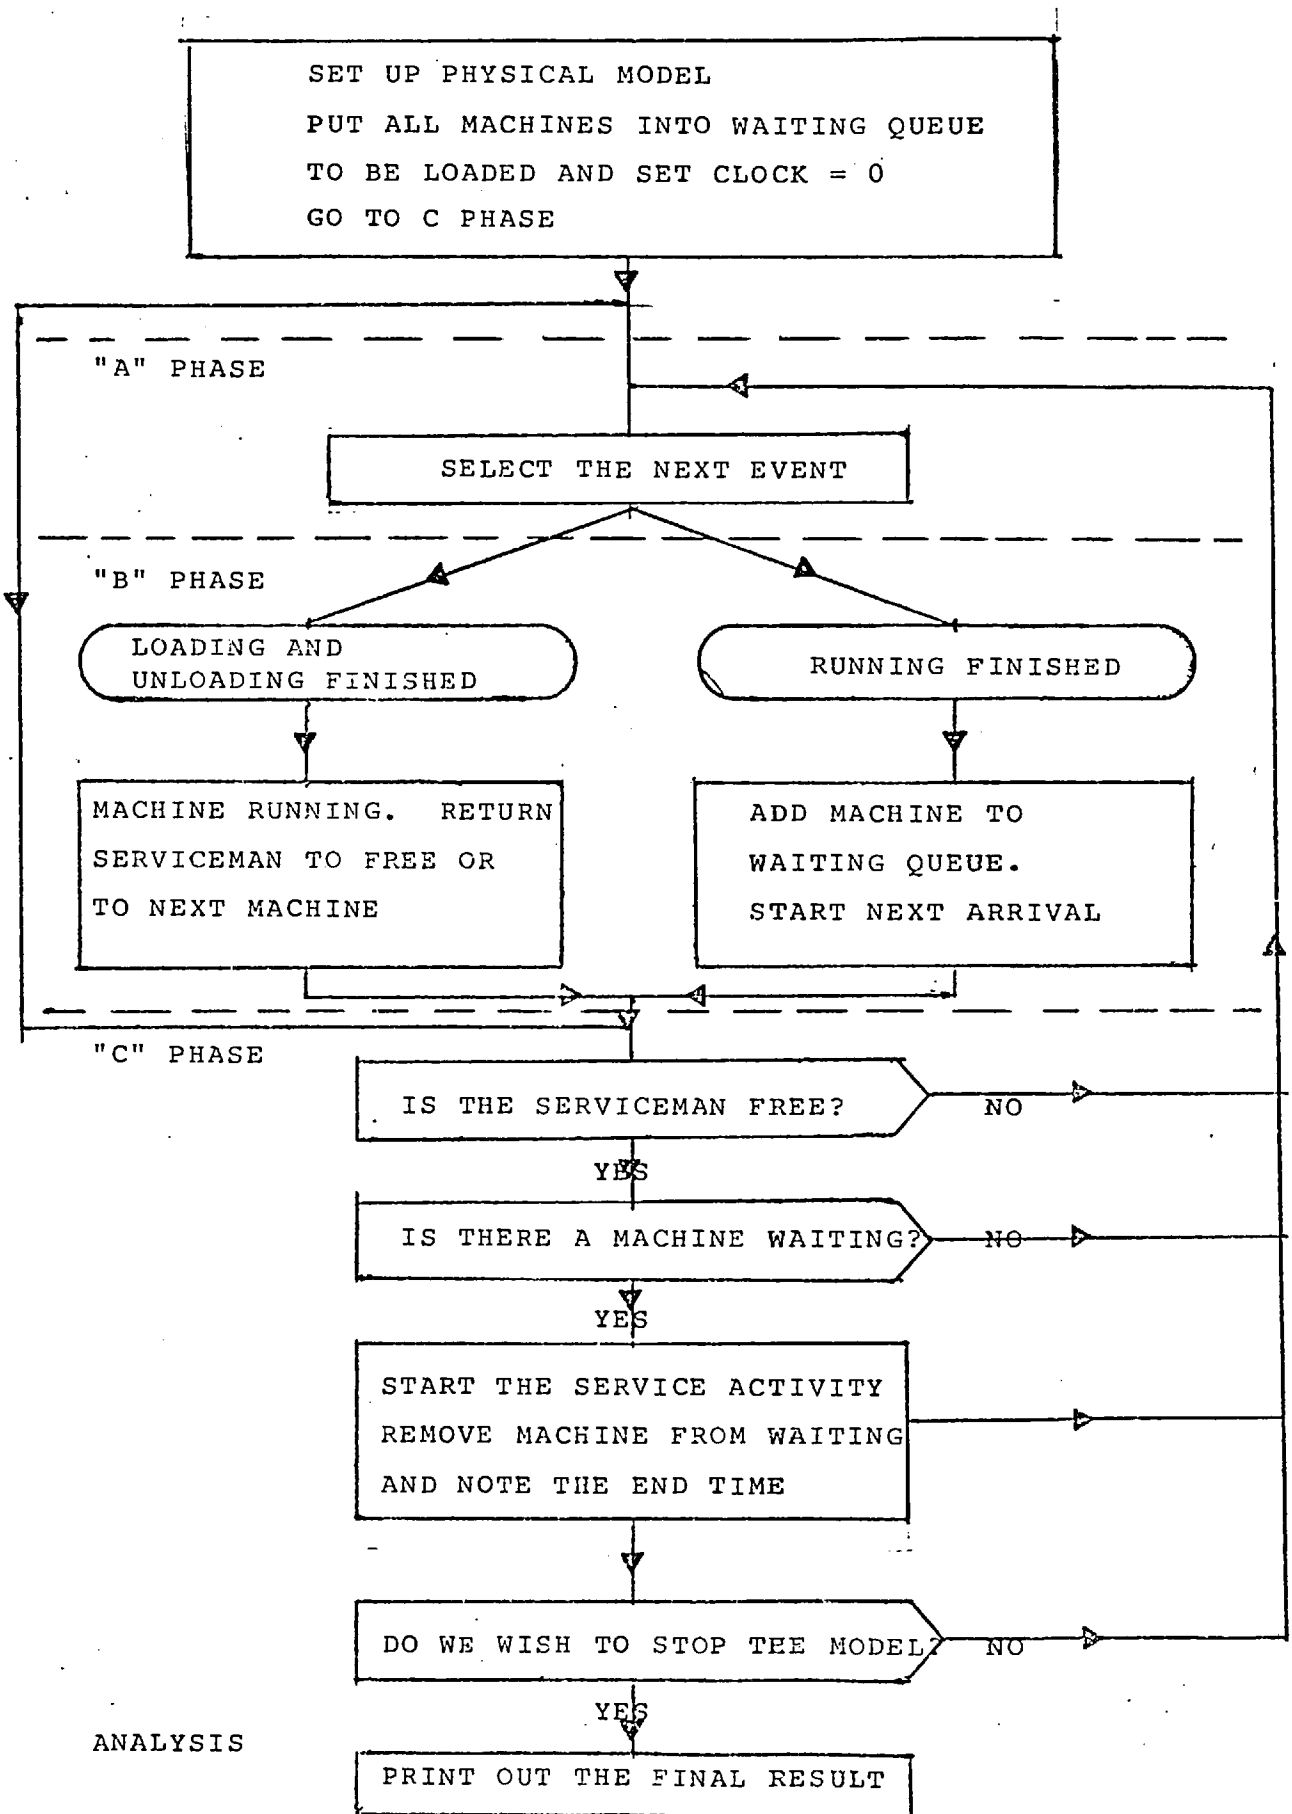 SET UP PHYSICAL MODEL
PUT ALL MACHINES INTO WAITING QUEUE
TO BE LOADED AND SET CLOCK = 0
GO TO C PHASE
"A" PHASE
SELECT THE NEXT EVENT
"B" PHASE
LOADING AND
UNLOADING FINISHED
RUNNING FINISHED
MACHINE RUNNING. RETURN
SERVICEMAN TO FREE OR
TO NEXT MACHINE
ADD MACHINE TO
WAITING QUEUE.
START NEXT ARRIVAL
"C" PHASE
IS THE SERVICEMAN FREE?
NO
YES
IS THERE A MACHINE WAITING?
NO
YES
START THE SERVICE ACTIVITY
REMOVE MACHINE FROM WAITING
AND NOTE THE END TIME
DO WE WISH TO STOP THE MODEL?
NO
YES
ANALYSIS
PRINT OUT THE FINAL RESULT